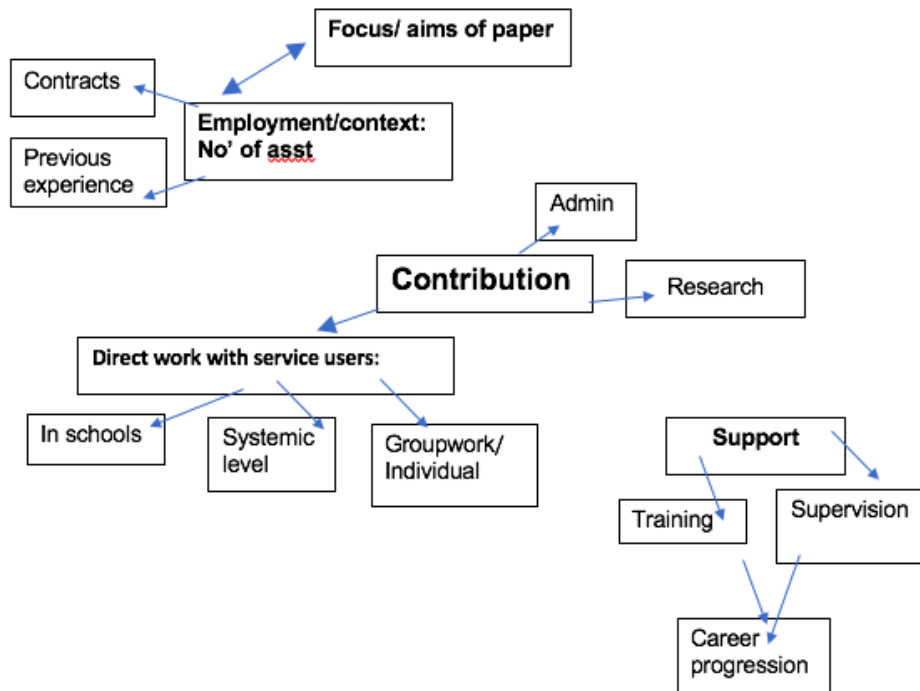 Focus/ aims of paper
Contracts
Employment/context:
No' of asst
Previous
experience
Admin
Contribution
Research
Direct work with service users:
In schools
Systemic
level
Groupwork/
Individual
Support
Training
Supervision
Career
progression